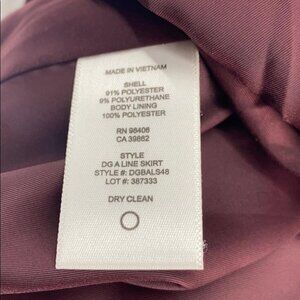 MADE IN VIETNAM
SHELL
91% POLYESTER
9% POLYURETHANE
BODY LINING
100% POLYESTER
RN 98406
CA 39882
STYLE
DG A LINE SKIRT
STYLE #: DGBALS48
LOT #: 387333
DRY CLEAN